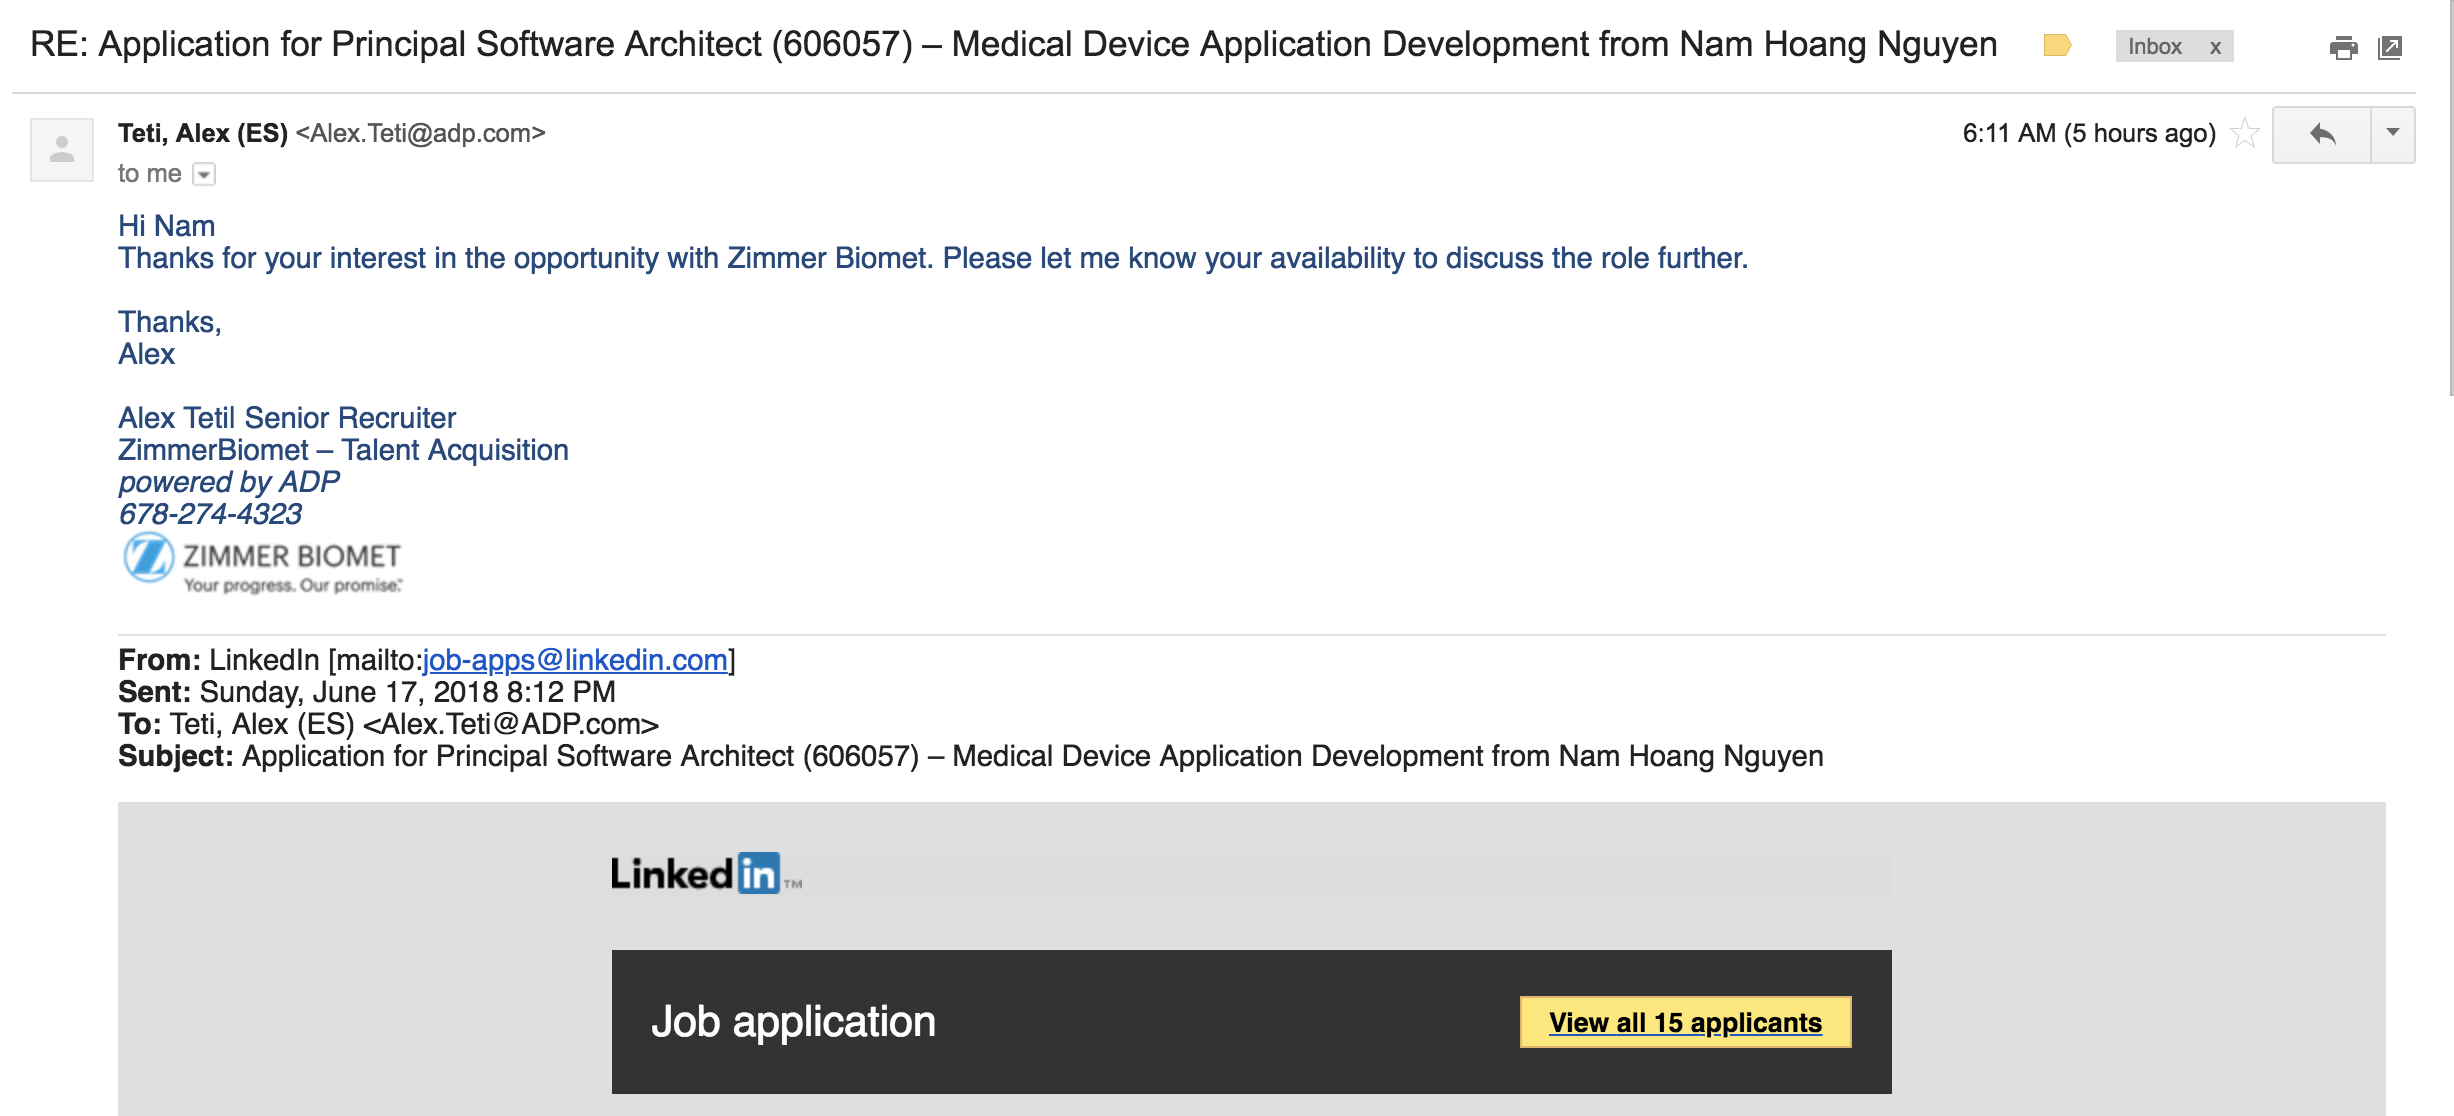 RE: Application for Principal Software Architect (606057) – Medical Device Application Development from Nam Hoang Nguyen
Inbox x
Teti, Alex (ES) <Alex.Teti@adp.com>
6:11 AM (5 hours ago)
to me
Hi Nam
Thanks for your interest in the opportunity with Zimmer Biomet. Please let me know your availability to discuss the role further.
Thanks,
Alex
Alex Tetil Senior Recruiter
ZimmerBiomet – Talent Acquisition
powered by ADP
678-274-4323
ZIMMER BIOMET
Your progress. Our promise.™
From: LinkedIn [mailto:job-apps@linkedin.com]
Sent: Sunday, June 17, 2018 8:12 PM
To: Teti, Alex (ES) <Alex.Teti@ADP.com>
Subject: Application for Principal Software Architect (606057) – Medical Device Application Development from Nam Hoang Nguyen
Linked in ™
Job application
View all 15 applicants